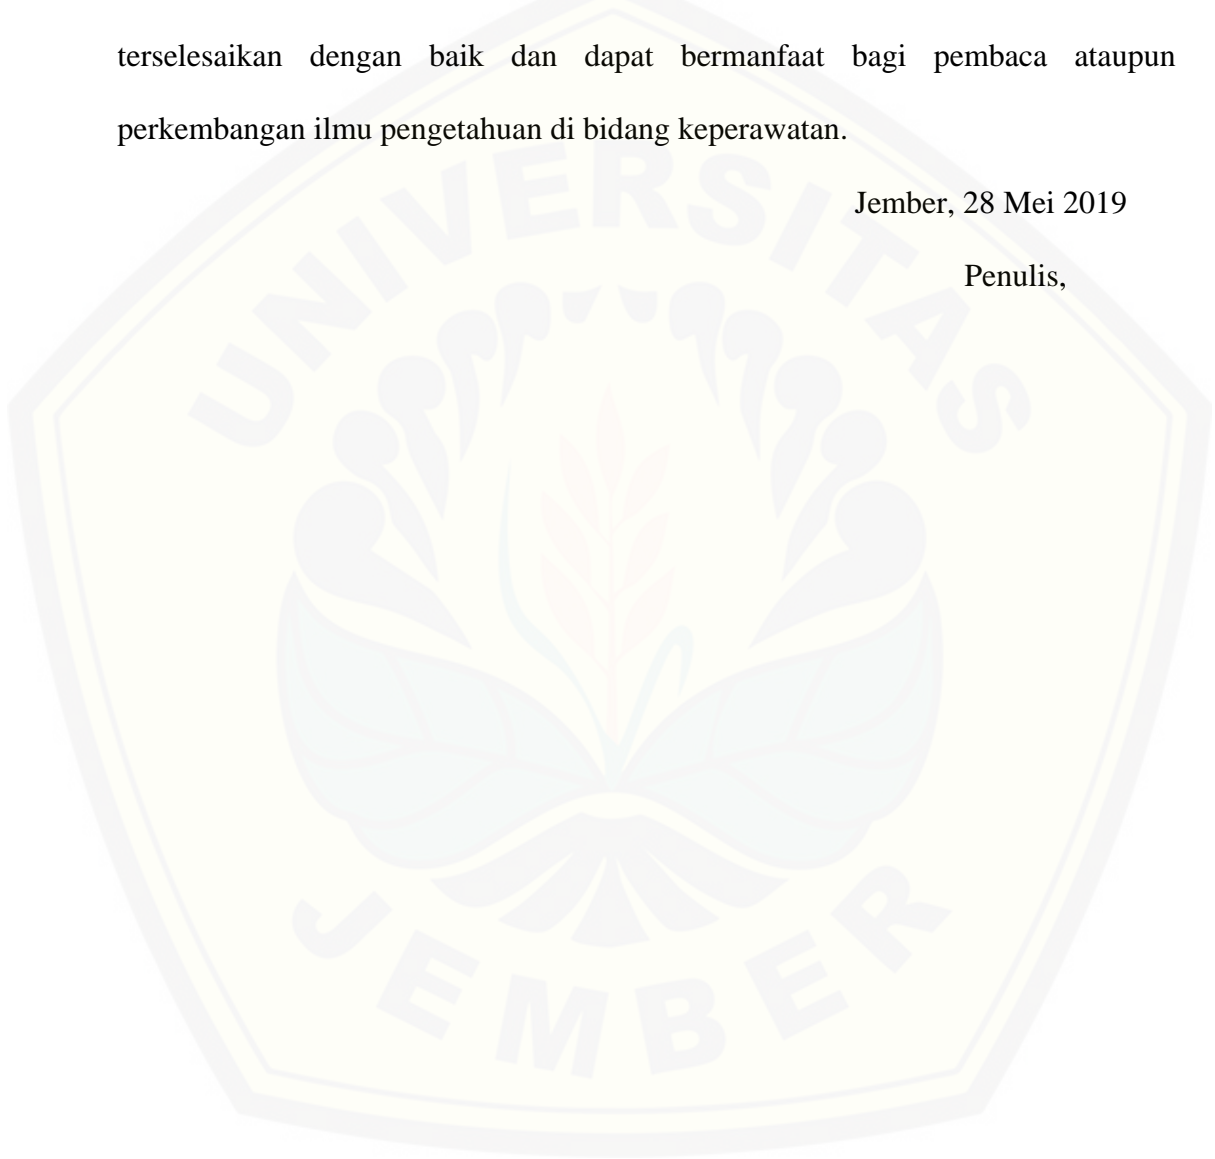 terselesaikan dengan baik dan dapat bermanfaat bagi pembaca ataupun
perkembangan ilmu pengetahuan di bidang keperawatan.
Jember, 28 Mei 2019
Penulis,
UNIVERSITAS
JEMBER